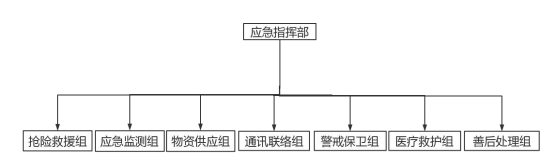 应急指挥部
抢险救援组
应急监测组
物资供应组
通讯联络组
警戒保卫组
医疗救护组
善后处理组